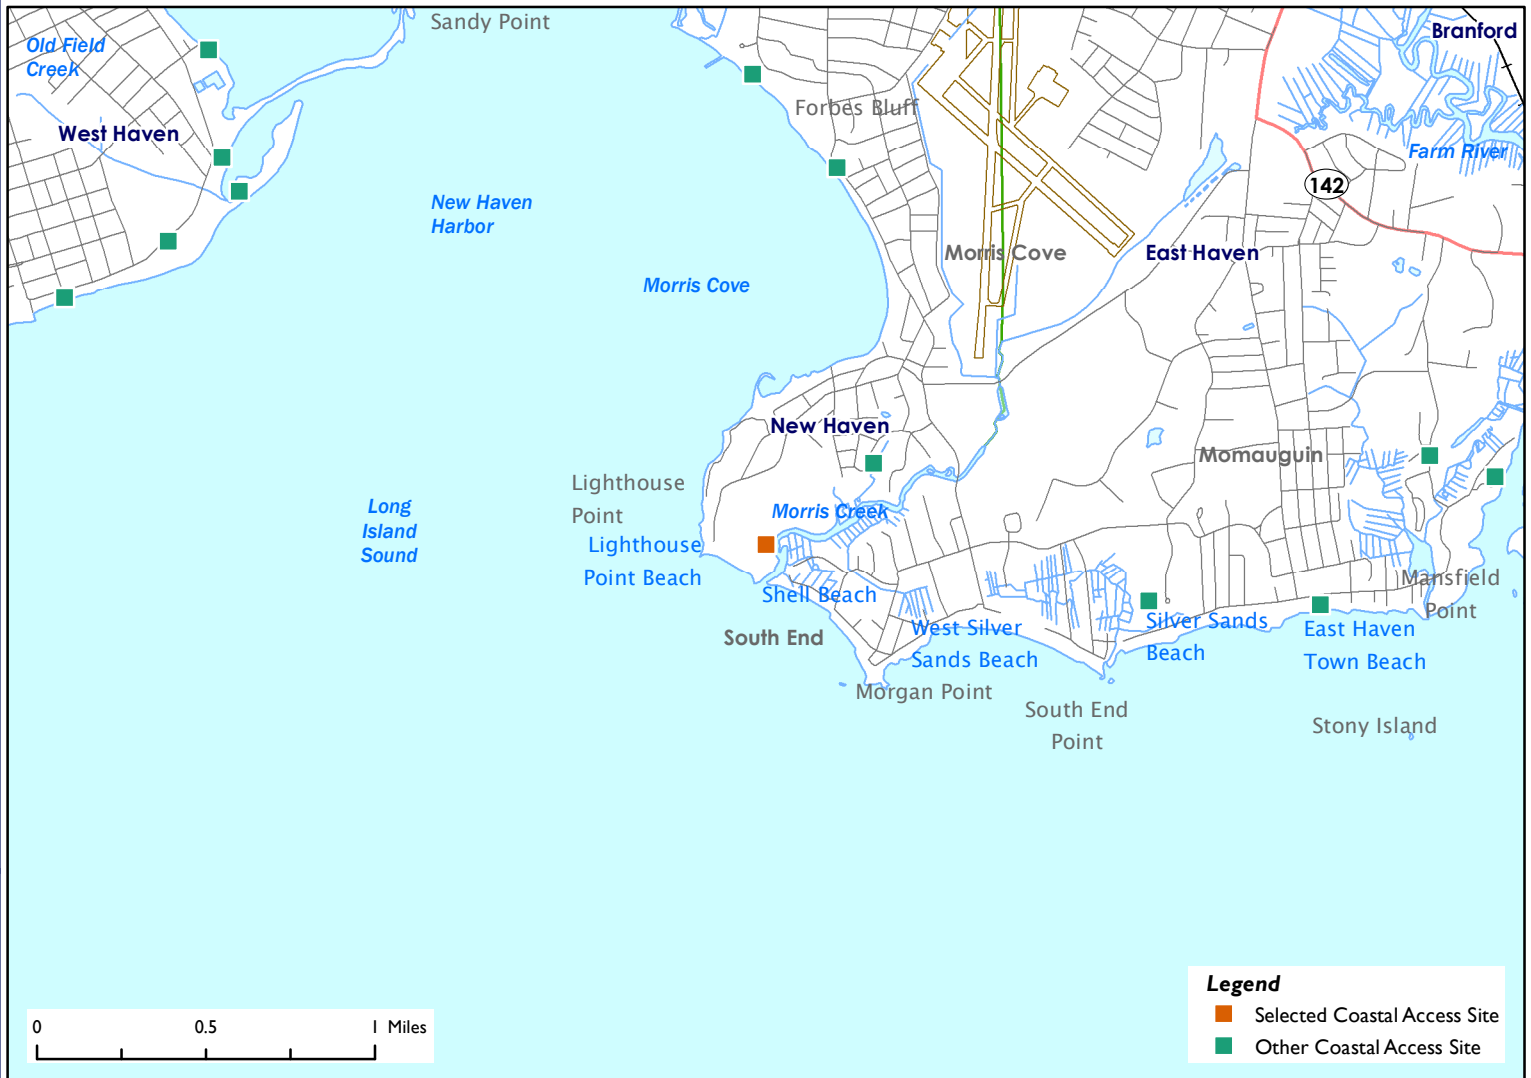 Sandy Point
Branford
Old Field
Creek
Forbes Bluff
West Haven
Farm River
142
New Haven
Harbor
Morris Cove
East Haven
Morris Cove
New Haven
Momauguin
Lighthouse
Point
Long
Island
Sound
Morris Creek
Lighthouse
Point Beach
Shell Beach
Mansfield
Point
South End
West Silver
Sands Beach
Silver Sands
Beach
East Haven
Town Beach
Morgan Point
South End
Point
Stony Island
Legend
Selected Coastal Access Site
Other Coastal Access Site
0 0.5 1 Miles